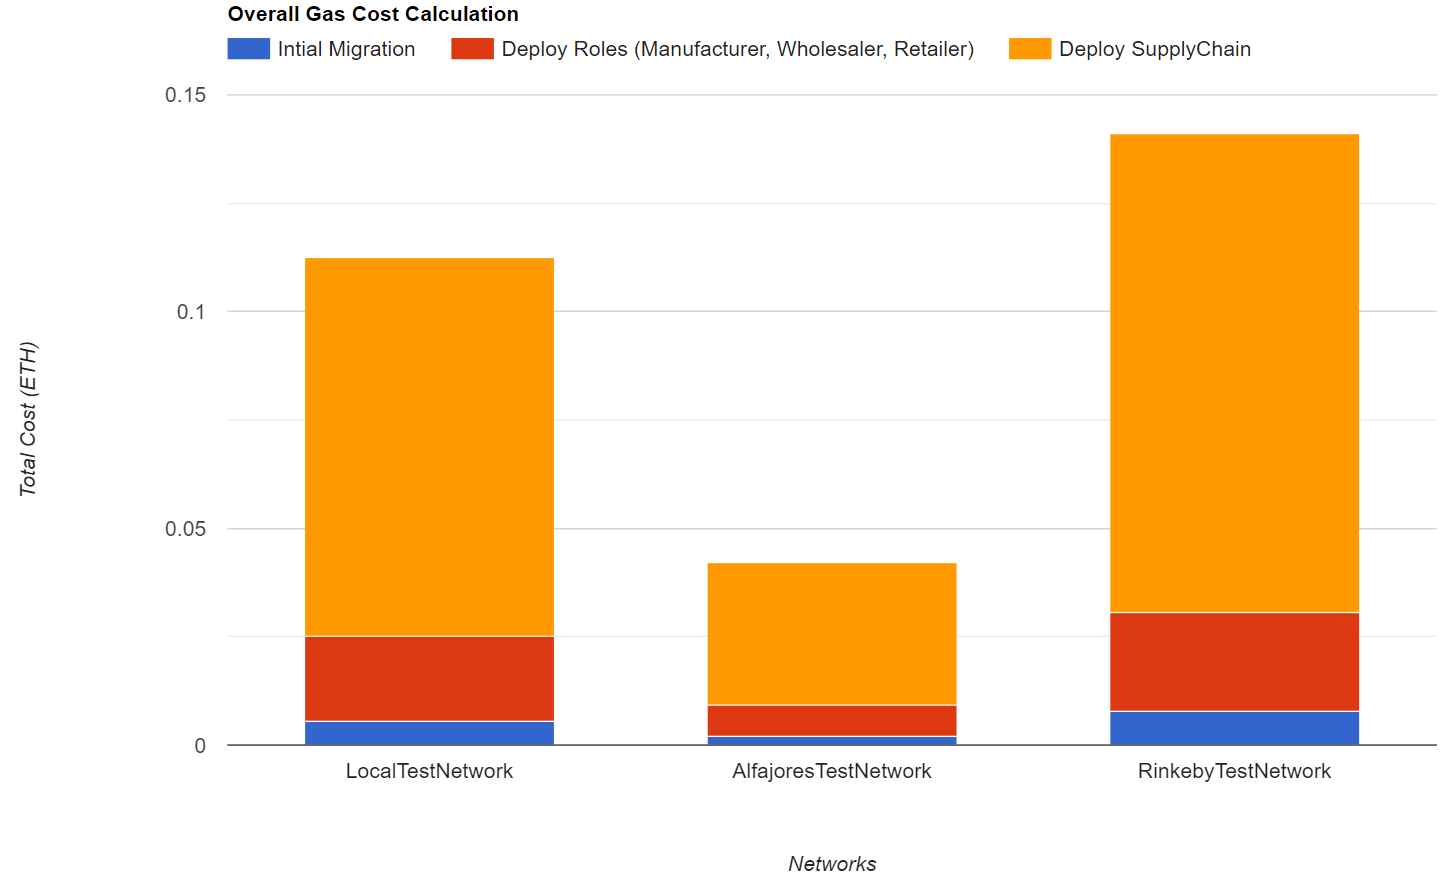 Overall Gas Cost Calculation
Intial Migration
Deploy Roles (Manufacturer, Wholesaler, Retailer)
Deploy SupplyChain
0.15
0.1
0.05
0
Total Cost (ETH)
LocalTestNetwork
AlfajoresTestNetwork
RinkebyTestNetwork
Networks